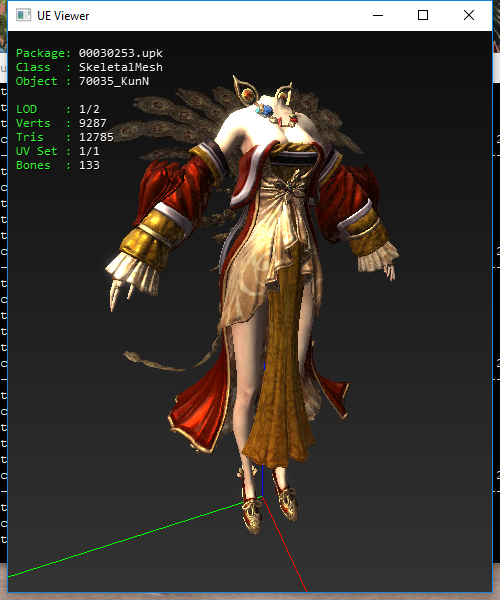 UE Viewer
Package: 00030253.upk
Class : SkeletalMesh
Object : 70035_KunN
LOD : 1/2
Verts : 9287
Tris : 12785
UV Set : 1/1
Bones : 133